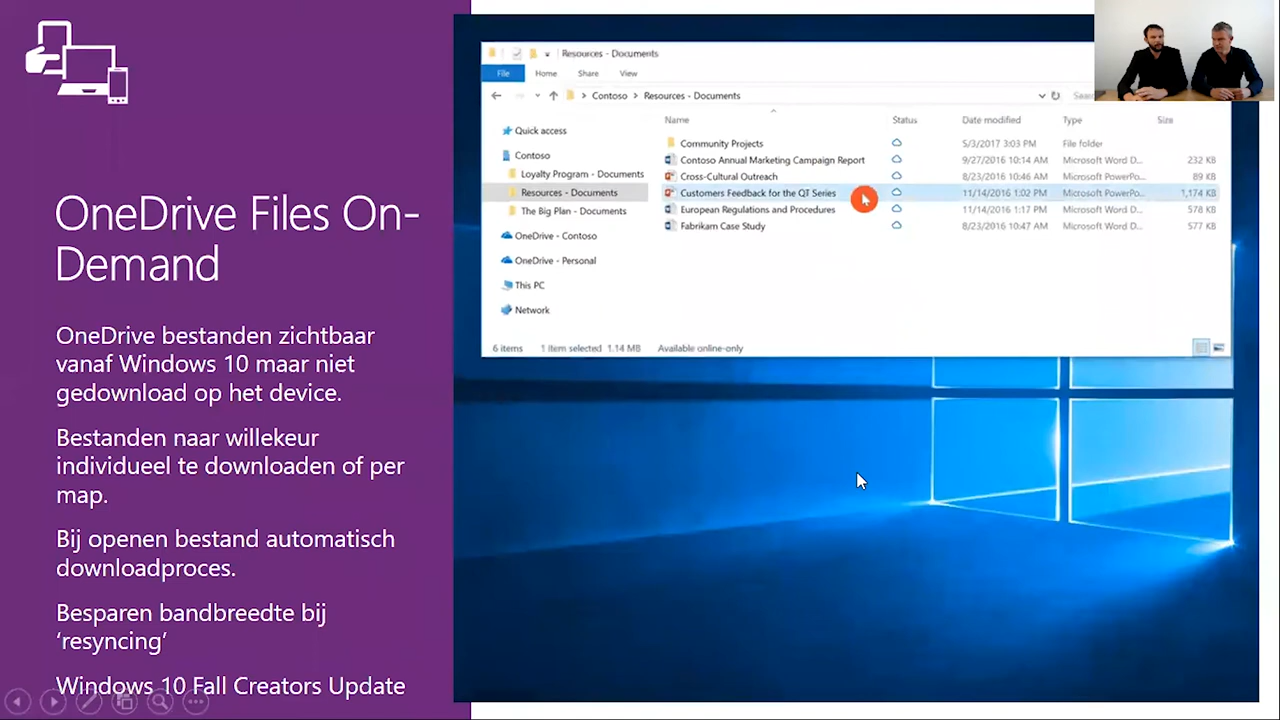 OneDrive Files On-
Demand
OneDrive bestanden zichtbaar
vanaf Windows 10 maar niet
gedownload op het device.
Bestanden naar willekeur
individueel te downloaden of per
map.
Bij openen bestand automatisch
downloadproces.
Besparen bandbreedte bij
‘resyncing’
Windows 10 Fall Creators Update
Resources - Documents
File Home Share View
Contoso > Resources - Documents
Quick access
Contoso
Loyalty Program - Documents
Resources - Documents
The Big Plan - Documents
OneDrive - Contoso
OneDrive - Personal
This PC
Network
Name Status Date modified Type Size
Community Projects 5/3/2017 3:03 PM File folder
Contoso Annual Marketing Campaign Report 9/27/2016 10:14 AM Microsoft Word D... 232 KB
Cross-Cultural Outreach 8/23/2016 10:46 AM Microsoft PowerPo... 89 KB
Customers Feedback for the QT Series 11/14/2016 1:02 PM Microsoft PowerPo... 1,174 KB
European Regulations and Procedures 11/14/2016 1:17 PM Microsoft Word D... 578 KB
Fabrikam Case Study 8/23/2016 10:47 AM Microsoft Word D... 577 KB
6 items 1 item selected 1.14 MB Available online-only